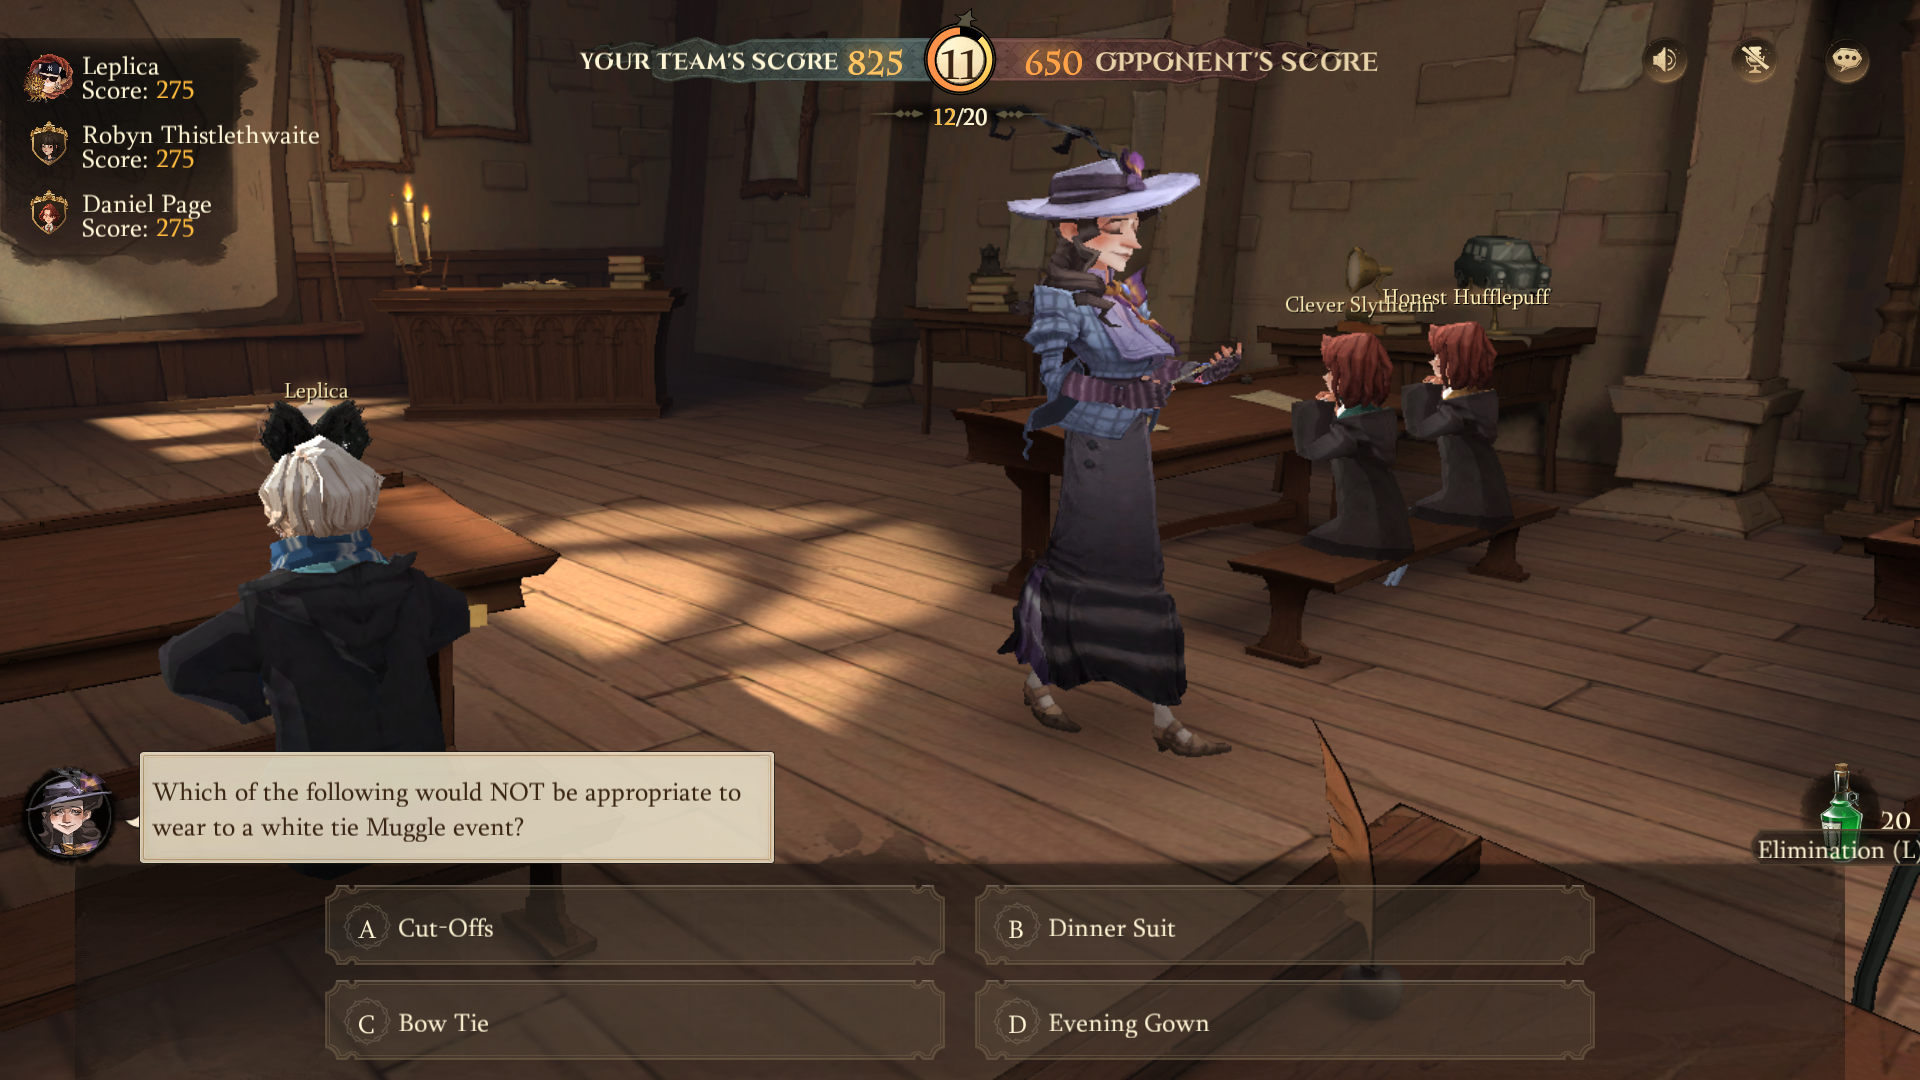 Leplica
Score: 275
Robyn Thistlethwaite
Score: 275
Daniel Page
Score: 275
YOUR TEAM'S SCORE 825
11
650 OPPONENT'S SCORE
12/20
Clever Slytherin
Honest Hufflepuff
Leplica
Which of the following would NOT be appropriate to
wear to a white tie Muggle event?
20
Elimination (L)
A Cut-Offs
B Dinner Suit
C Bow Tie
D Evening Gown